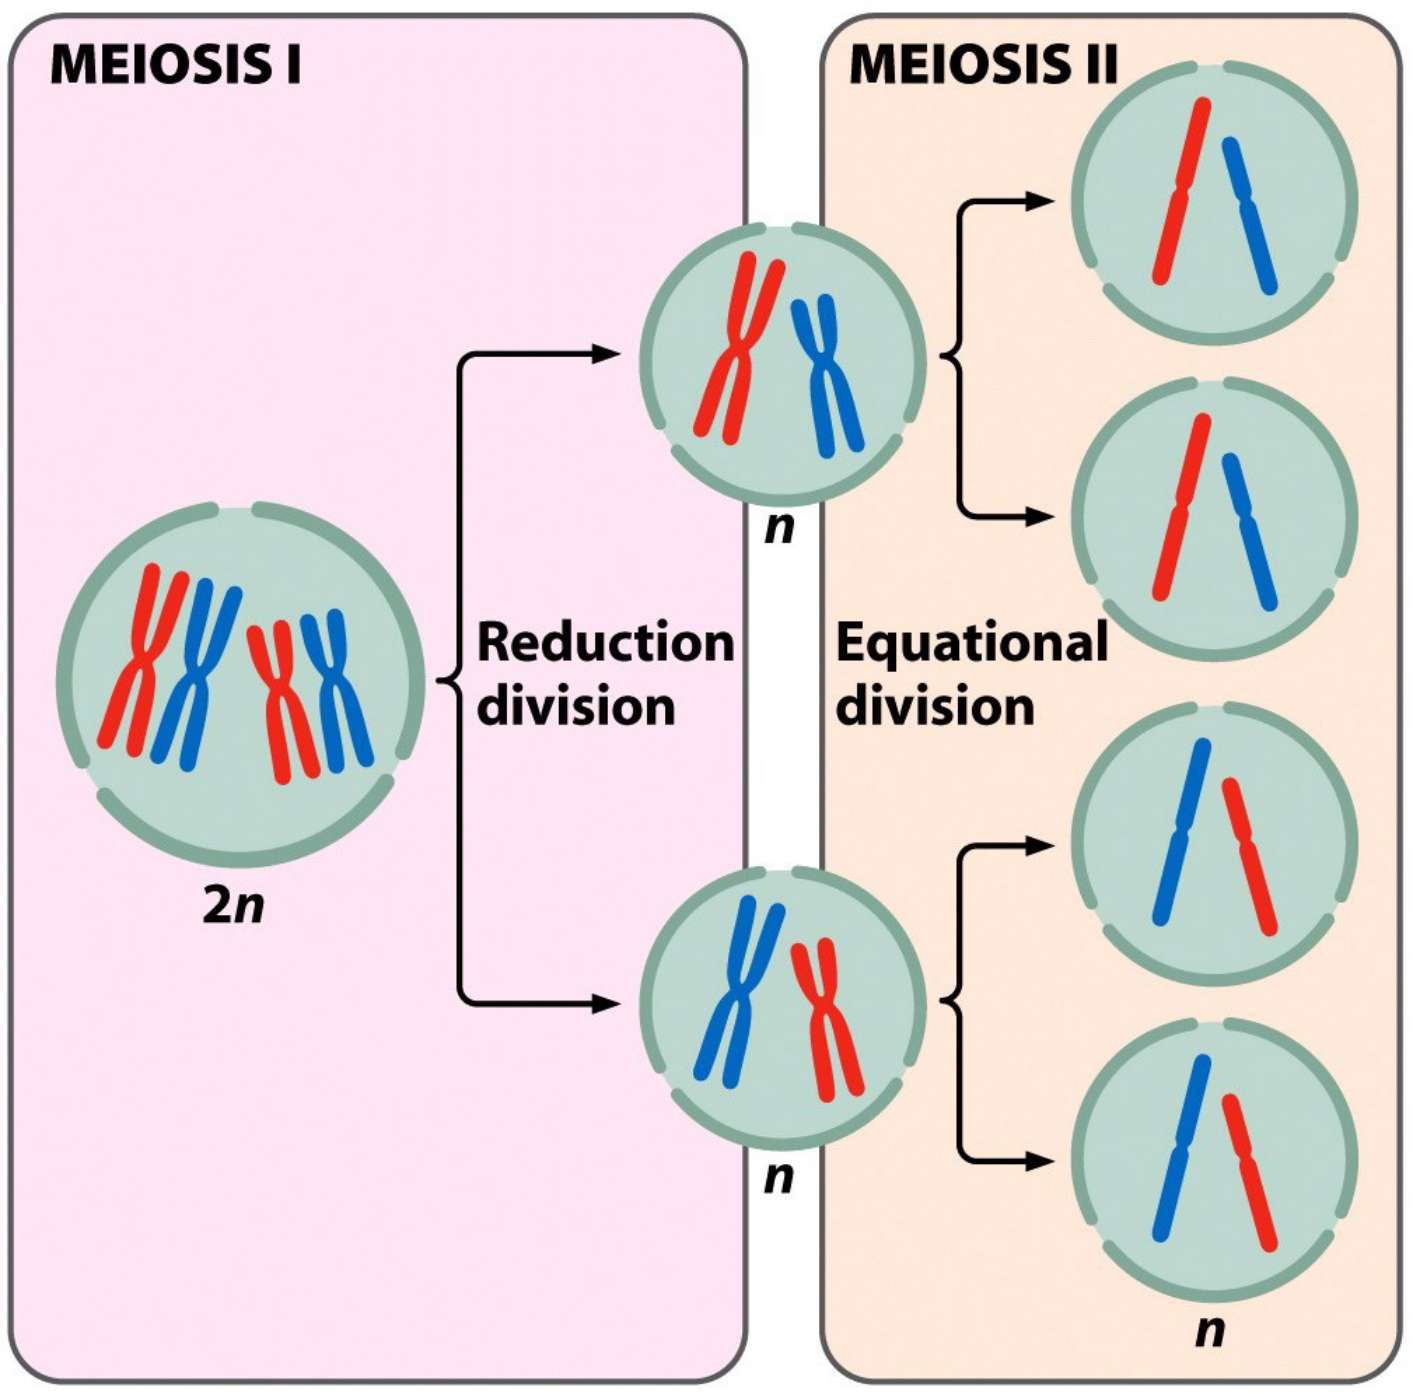 MEIOSIS I
2n
Reduction
division
n
n
MEIOSIS II
Equational
division
n